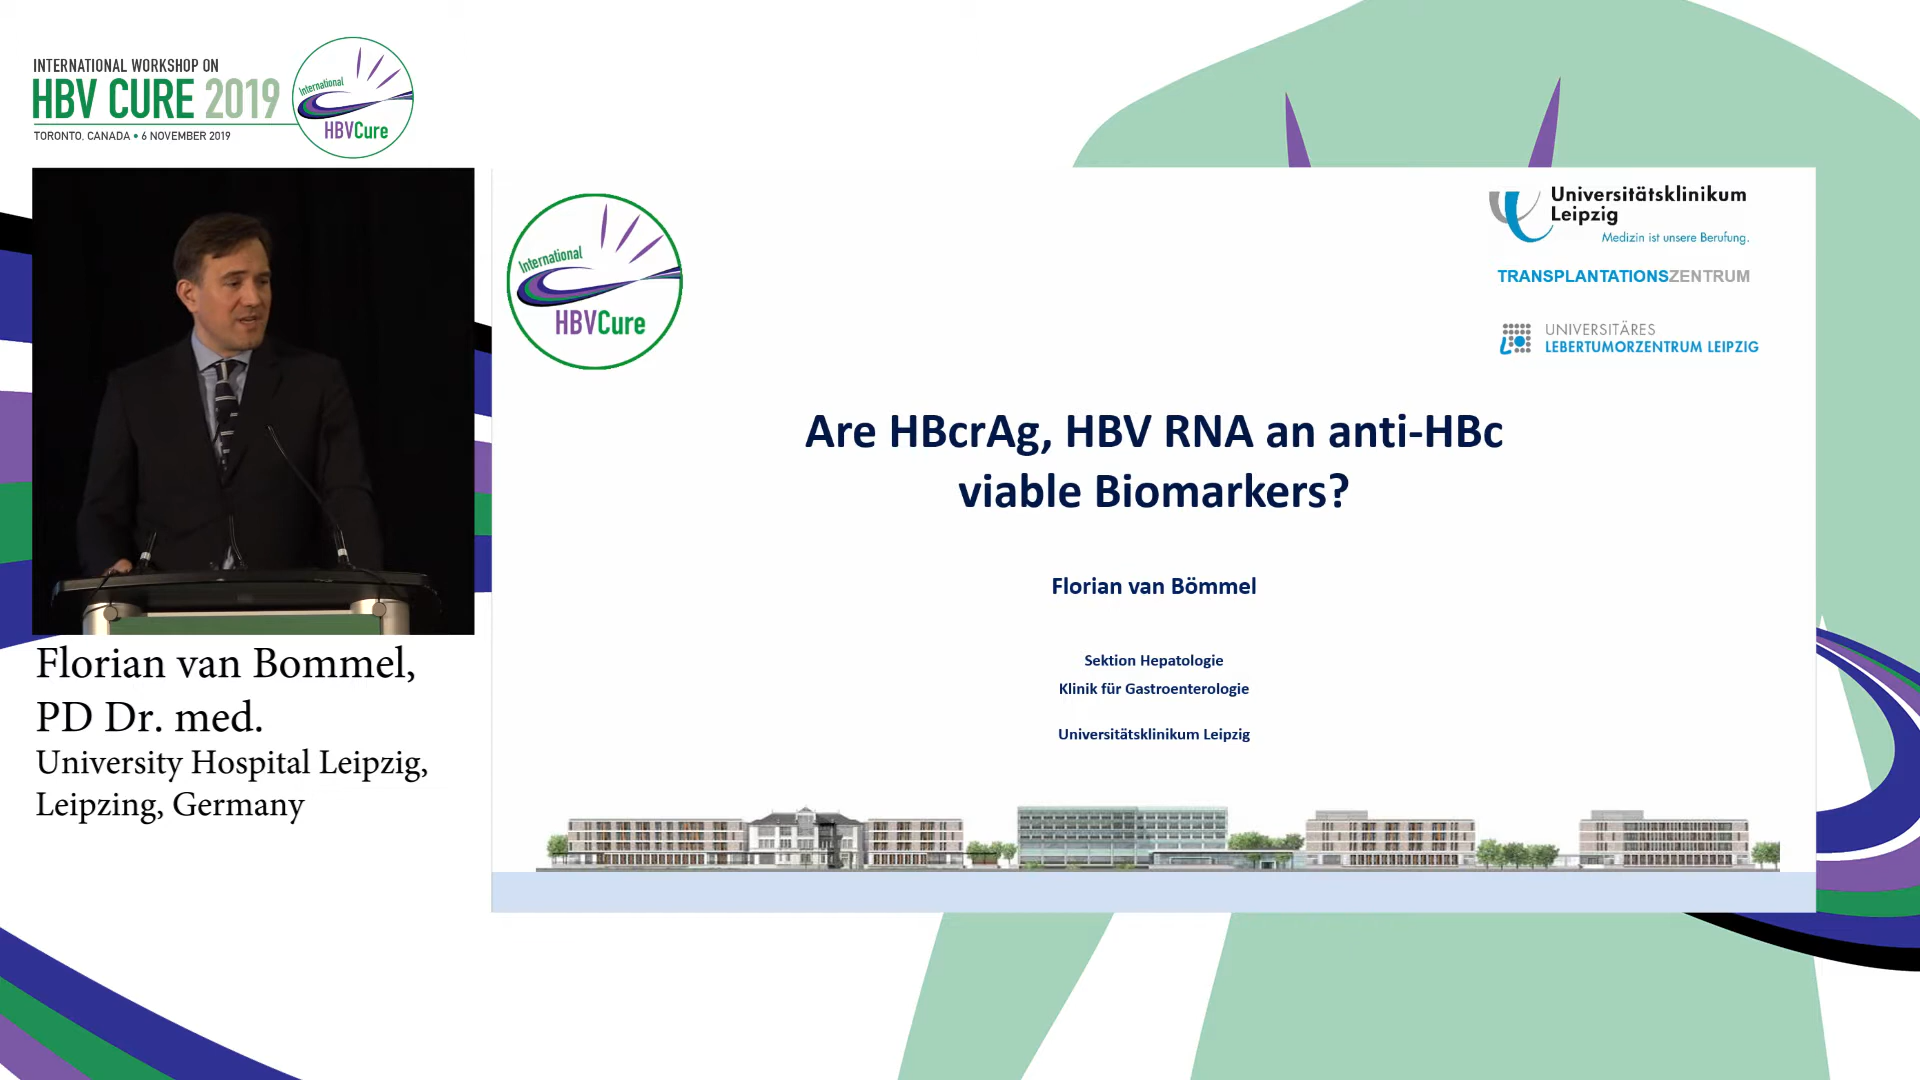 INTERNATIONAL WORKSHOP ON
HBV CURE 2019
TORONTO, CANADA • 6 NOVEMBER 2019
International
HBVCure
International
HBVCure
Universitätsklinikum
Leipzig
Medizin ist unsere Berufung.
TRANSPLANTATIONSZENTRUM
UNIVERSITÄRES
LEBERTUMORZENTRUM LEIPZIG
Are HBcrAg, HBV RNA an anti-HBc
viable Biomarkers?
Florian van Bömmel
Sektion Hepatologie
Klinik für Gastroenterologie
Universitätsklinikum Leipzig
Florian van Bommel,
PD Dr. med.
University Hospital Leipzig,
Leipzing, Germany